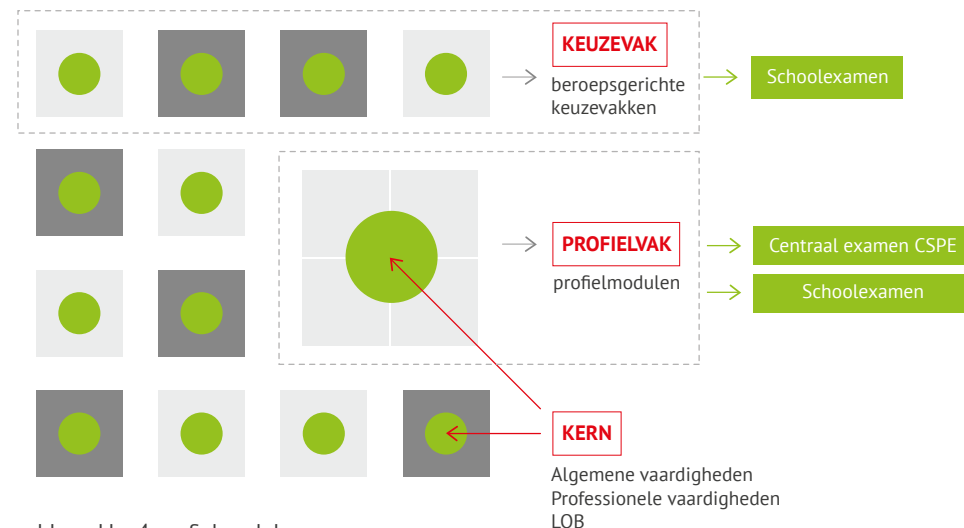 KEUZEVAK
beroepsgerichte
keuzevakken
Schoolexamen
PROFIELVAK
profielmodulen
Centraal examen CSPE
Schoolexamen
KERN
Algemene vaardigheden
Professionele vaardigheden
LOB